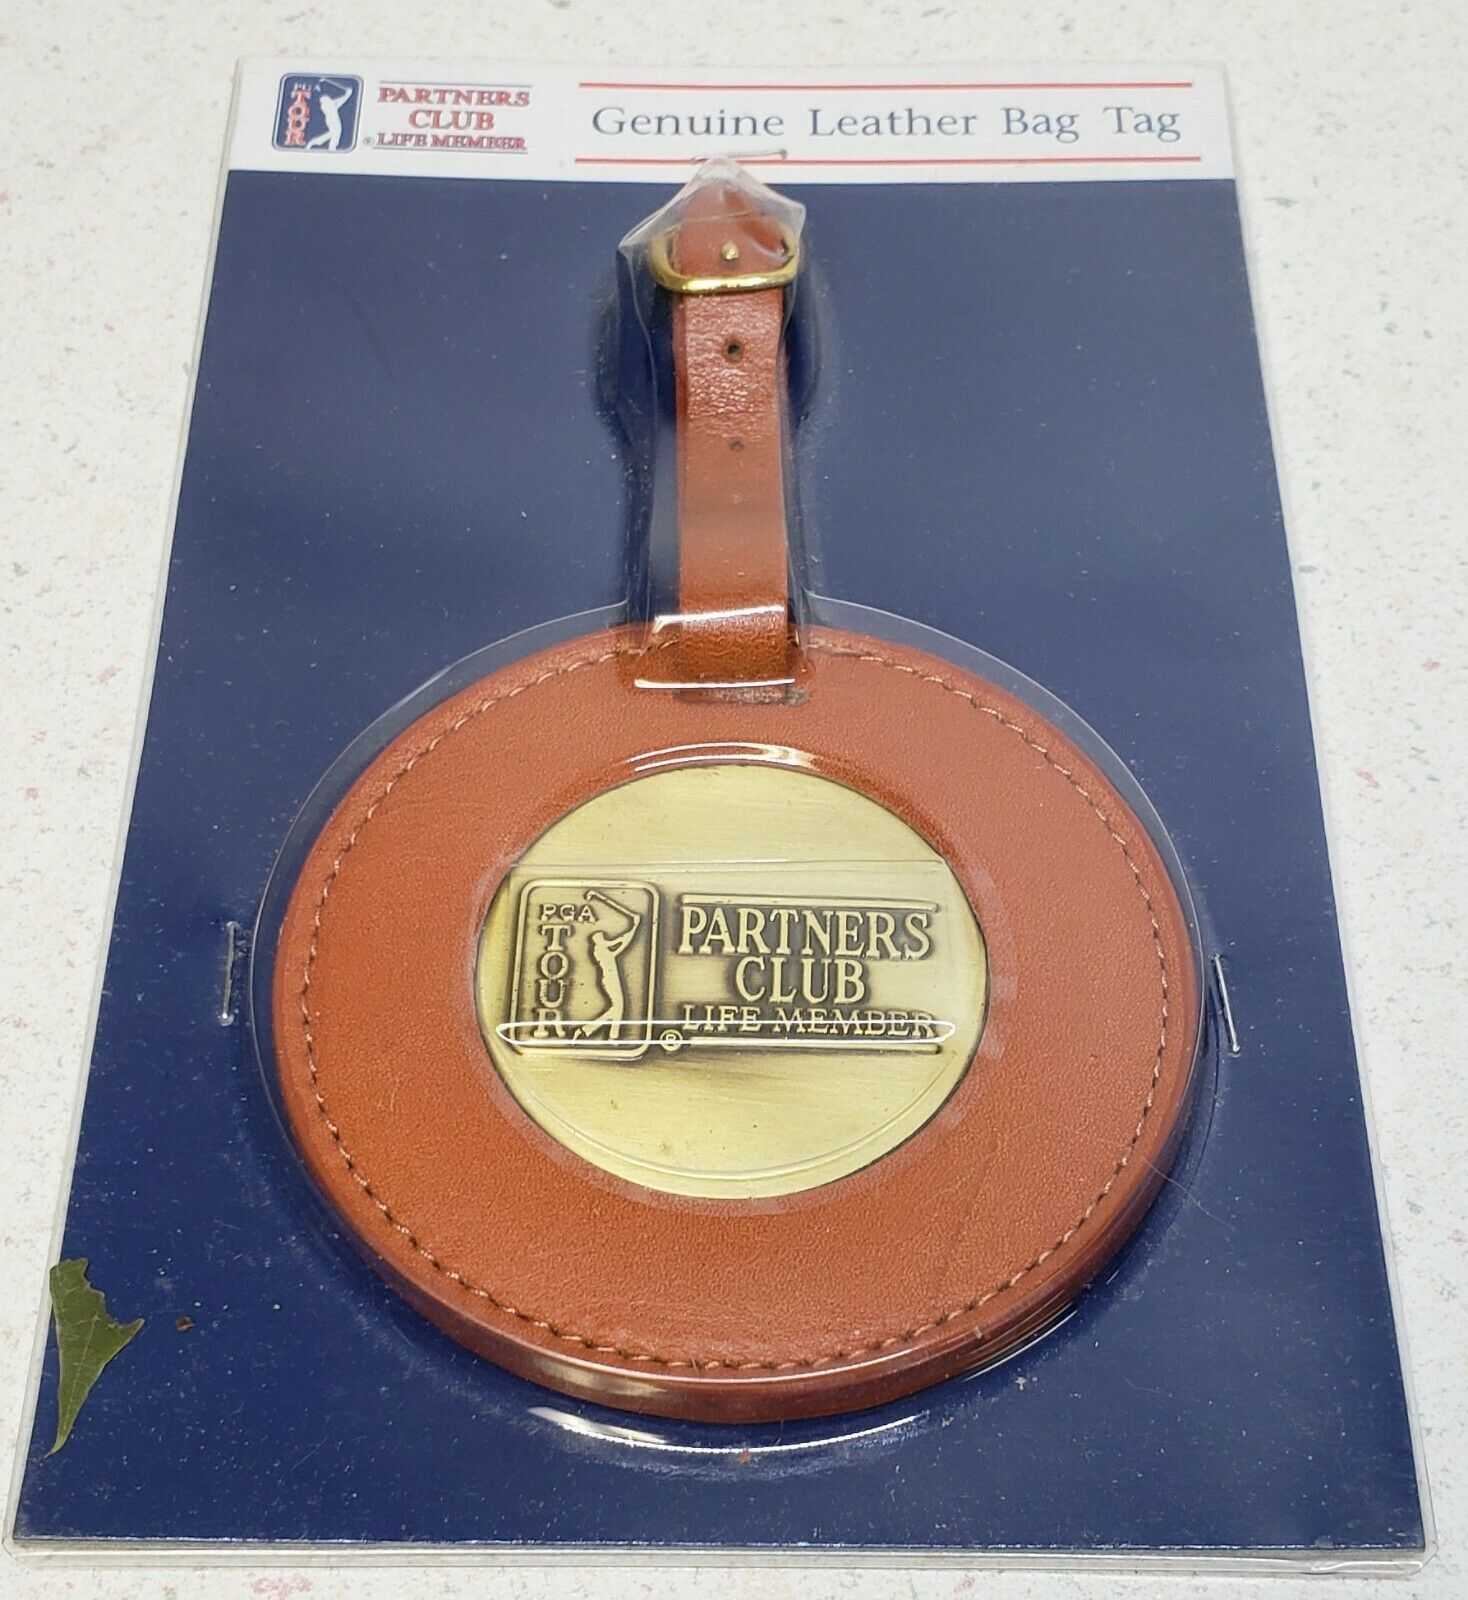 PGA
TOUR
®
PARTNERS
CLUB
LIFE MEMBER
Genuine Leather Bag Tag
PGA
TOUR
®
PARTNERS
CLUB
LIFE MEMBER